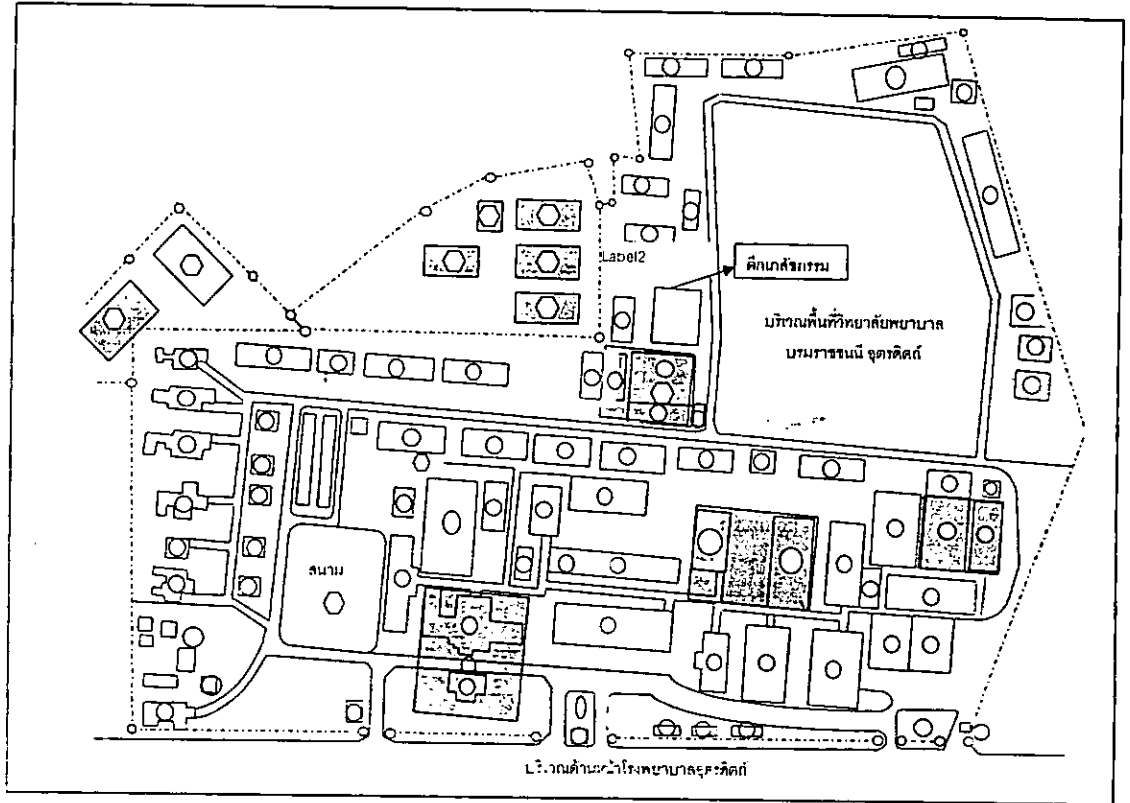 Label2
ตึกเภสัชกรรม
บริเวณพื้นที่วิทยาลัยพยาบาล
บรมราชชนนี อุตรดิตถ์
สนาม
บริเวณด้านหน้าโรงพยาบาลอุตรดิตถ์